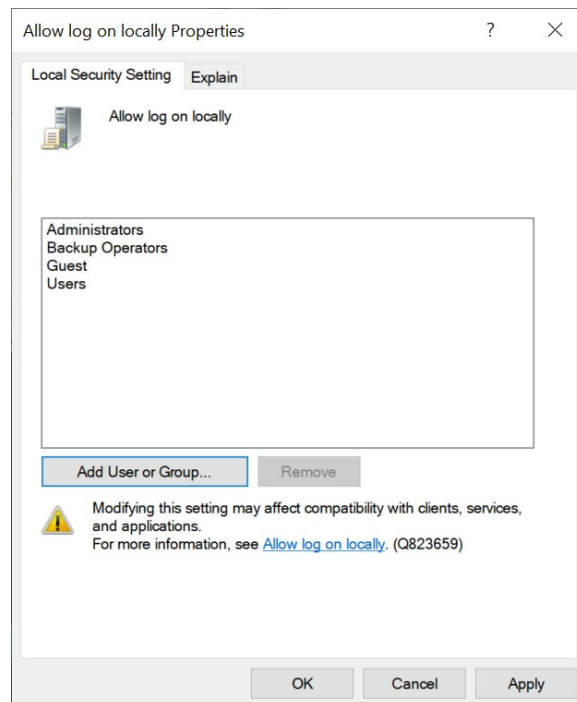 Allow log on locally Properties
?
Local Security Setting
Explain
Allow log on locally
Administrators
Backup Operators
Guest
Users
Add User or Group...
Remove
Modifying this setting may affect compatibility with clients, services,
and applications.
For more information, see Allow log on locally. (Q823659)
OK
Cancel
Apply